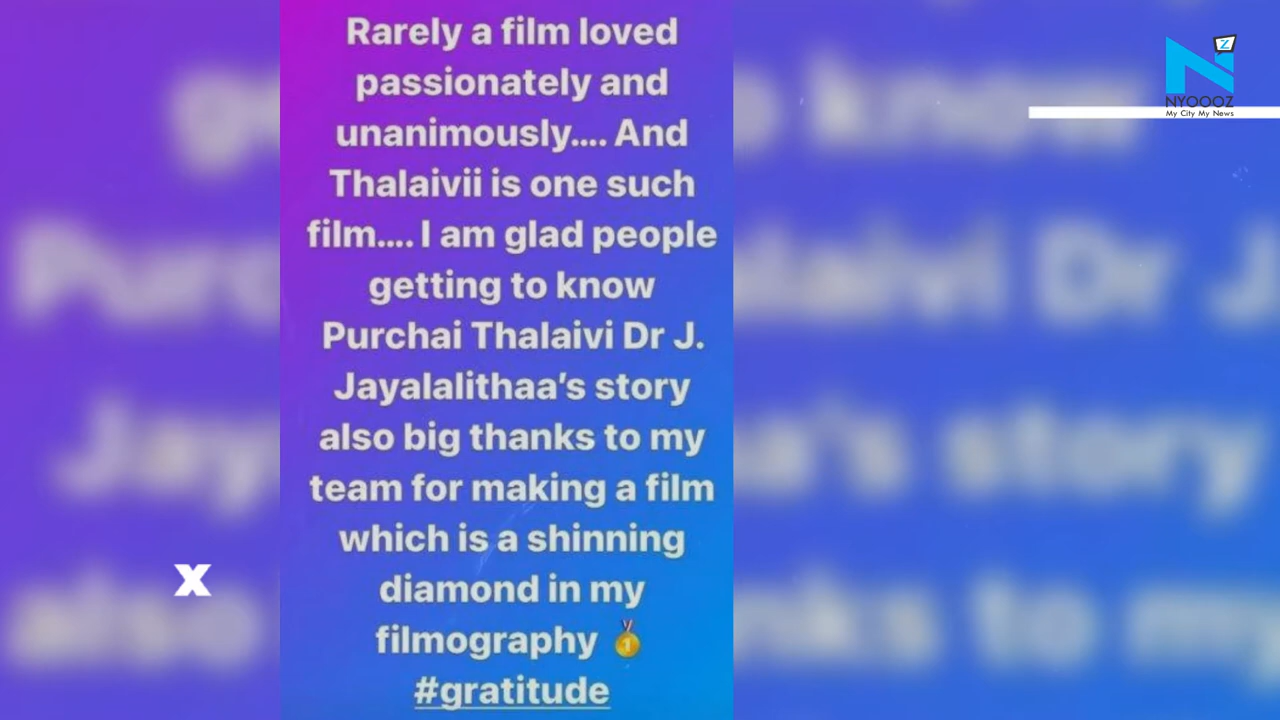 Rarely a film loved
passionately and
unanimously.... And
Thalaivii is one such
film.... I am glad people
getting to know
Purchai Thalaivi Dr J.
Jayalalithaa's story
also big thanks to my
team for making a film
which is a shinning
diamond in my
filmography 🏅
#gratitude
NYOOOZ
My City My News